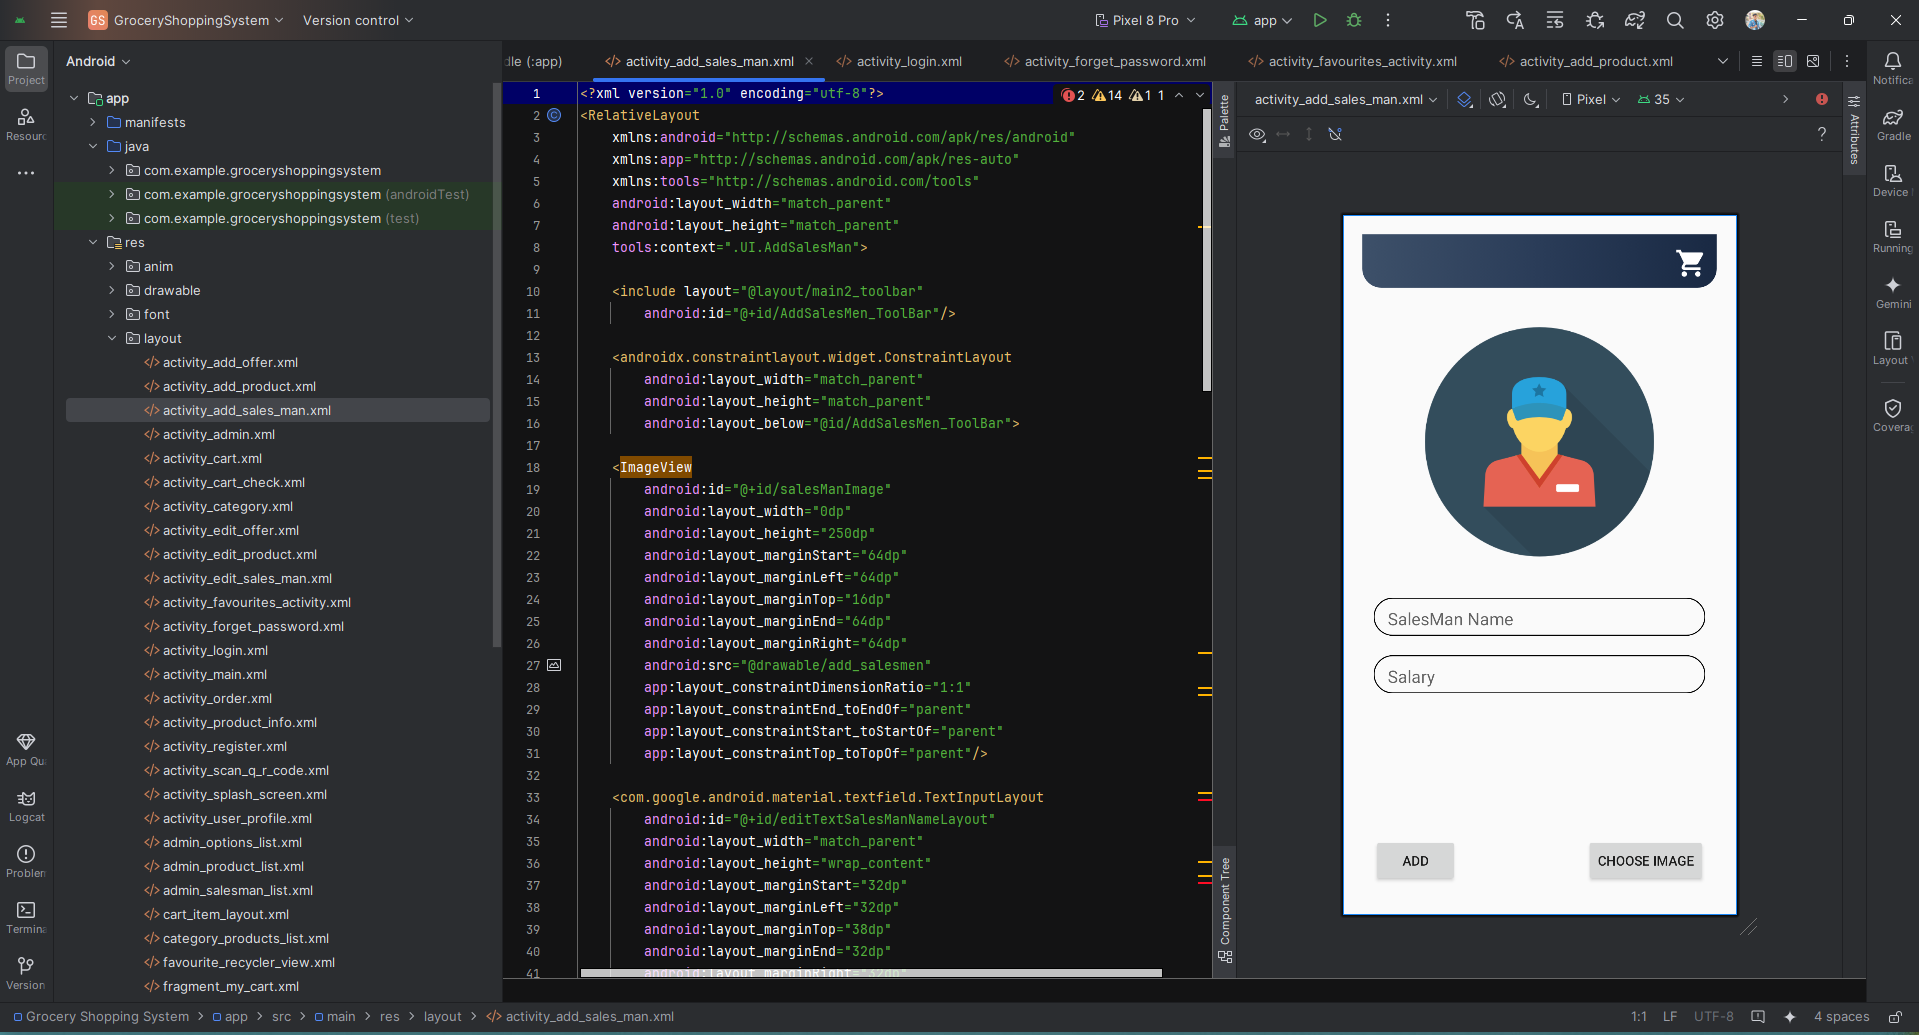 GS GroceryShoppingSystem Version control Pixel 8 Pro app
Project
Android
dle (:app) activity_add_sales_man.xml activity_login.xml activity_forget_password.xml activity_favourites_activity.xml activity_add_product.xml
Notifica
Resourc
app
manifests
java
com.example.groceryshoppingsystem
com.example.groceryshoppingsystem (androidTest)
com.example.groceryshoppingsystem (test)
res
anim
drawable
font
layout
activity_add_offer.xml
activity_add_product.xml
activity_add_sales_man.xml
activity_admin.xml
activity_cart.xml
activity_cart_check.xml
activity_category.xml
activity_edit_offer.xml
activity_edit_product.xml
activity_edit_sales_man.xml
activity_favourites_activity.xml
activity_forget_password.xml
activity_login.xml
activity_main.xml
activity_order.xml
activity_product_info.xml
activity_register.xml
activity_scan_q_r_code.xml
activity_splash_screen.xml
activity_user_profile.xml
admin_options_list.xml
admin_product_list.xml
admin_salesman_list.xml
cart_item_layout.xml
category_products_list.xml
favourite_recycler_view.xml
fragment_my_cart.xml
App Qua
Logcat
Problem
Termina
Version
1 <?xml version="1.0" encoding="utf-8"?>
2 14 1 1
2 <RelativeLayout
3 xmlns:android="http://schemas.android.com/apk/res/android"
4 xmlns:app="http://schemas.android.com/apk/res-auto"
5 xmlns:tools="http://schemas.android.com/tools"
6 android:layout_width="match_parent"
7 android:layout_height="match_parent"
8 tools:context=".UI.AddSalesMan">
9
10 <include layout="@layout/main2_toolbar"
11 android:id="@+id/AddSalesMen_ToolBar"/>
12
13 <androidx.constraintlayout.widget.ConstraintLayout
14 android:layout_width="match_parent"
15 android:layout_height="match_parent"
16 android:layout_below="@id/AddSalesMen_ToolBar">
17
18 <ImageView
19 android:id="@+id/salesManImage"
20 android:layout_width="0dp"
21 android:layout_height="250dp"
22 android:layout_marginStart="64dp"
23 android:layout_marginLeft="64dp"
24 android:layout_marginTop="16dp"
25 android:layout_marginEnd="64dp"
26 android:layout_marginRight="64dp"
27 android:src="@drawable/add_salesmen"
28 app:layout_constraintDimensionRatio="1:1"
29 app:layout_constraintEnd_toEndOf="parent"
30 app:layout_constraintStart_toStartOf="parent"
31 app:layout_constraintTop_toTopOf="parent"/>
32
33 <com.google.android.material.textfield.TextInputLayout
34 android:id="@+id/editTextSalesManNameLayout"
35 android:layout_width="match_parent"
36 android:layout_height="wrap_content"
37 android:layout_marginStart="32dp"
38 android:layout_marginLeft="32dp"
39 android:layout_marginTop="38dp"
40 android:layout_marginEnd="32dp"
41 android:layout_marginRight="32dp"
Palette
Component Tree
activity_add_sales_man.xml Pixel 35
?
Attributes
SalesMan Name
Salary
ADD CHOOSE IMAGE
Gradle
Device
Running
Gemini
Layout
Covera
Grocery Shopping System > app > src > main > res > layout > activity_add_sales_man.xml
1:1 LF UTF-8 4 spaces